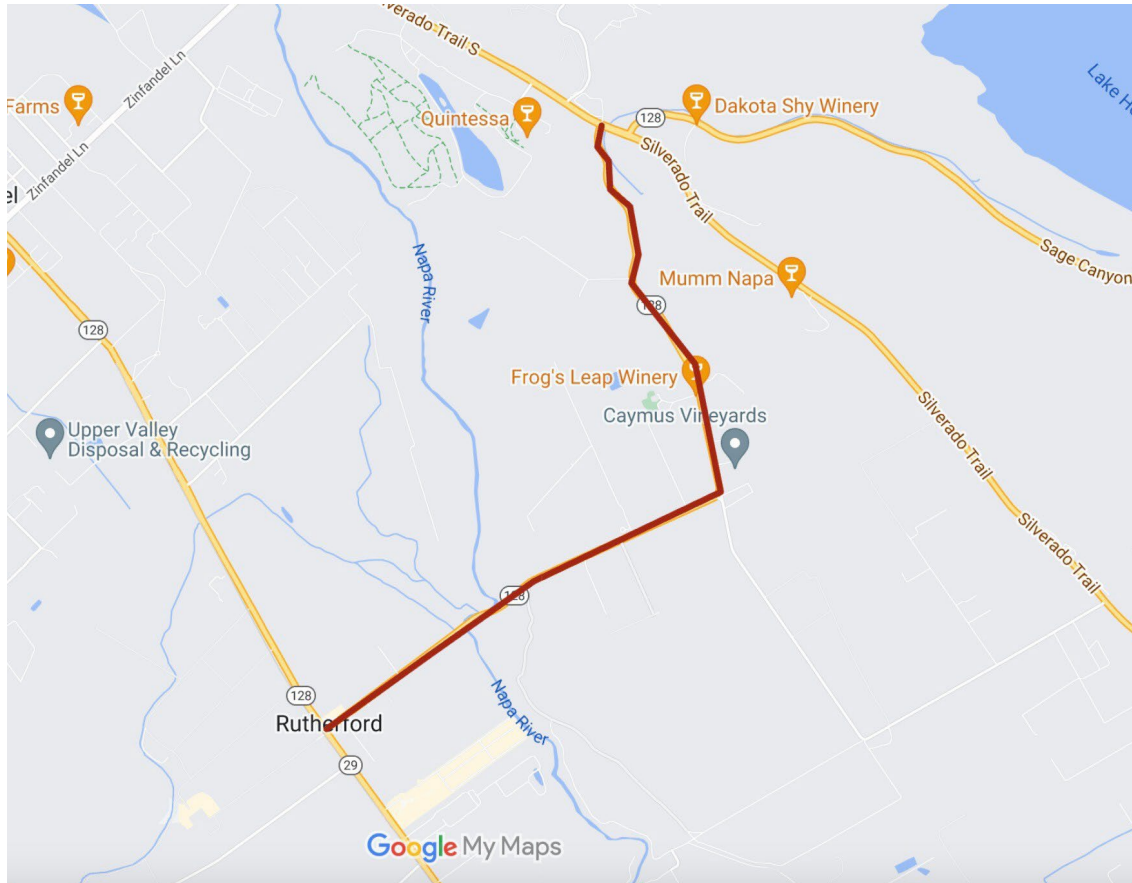 Silverado Trail S
Zinfandel Ln
Farms
Quintessa
128
Dakota Shy Winery
Lake H
Zinfandel Ln
el
Silverado Trail
Sage Canyon
Napa River
Mumm Napa
128
128
Frog's Leap Winery
Caymus Vineyards
Upper Valley
Disposal & Recycling
Silverado Trail
Silverado Trail
128
128
Rutherford
Napa River
29
Google My Maps